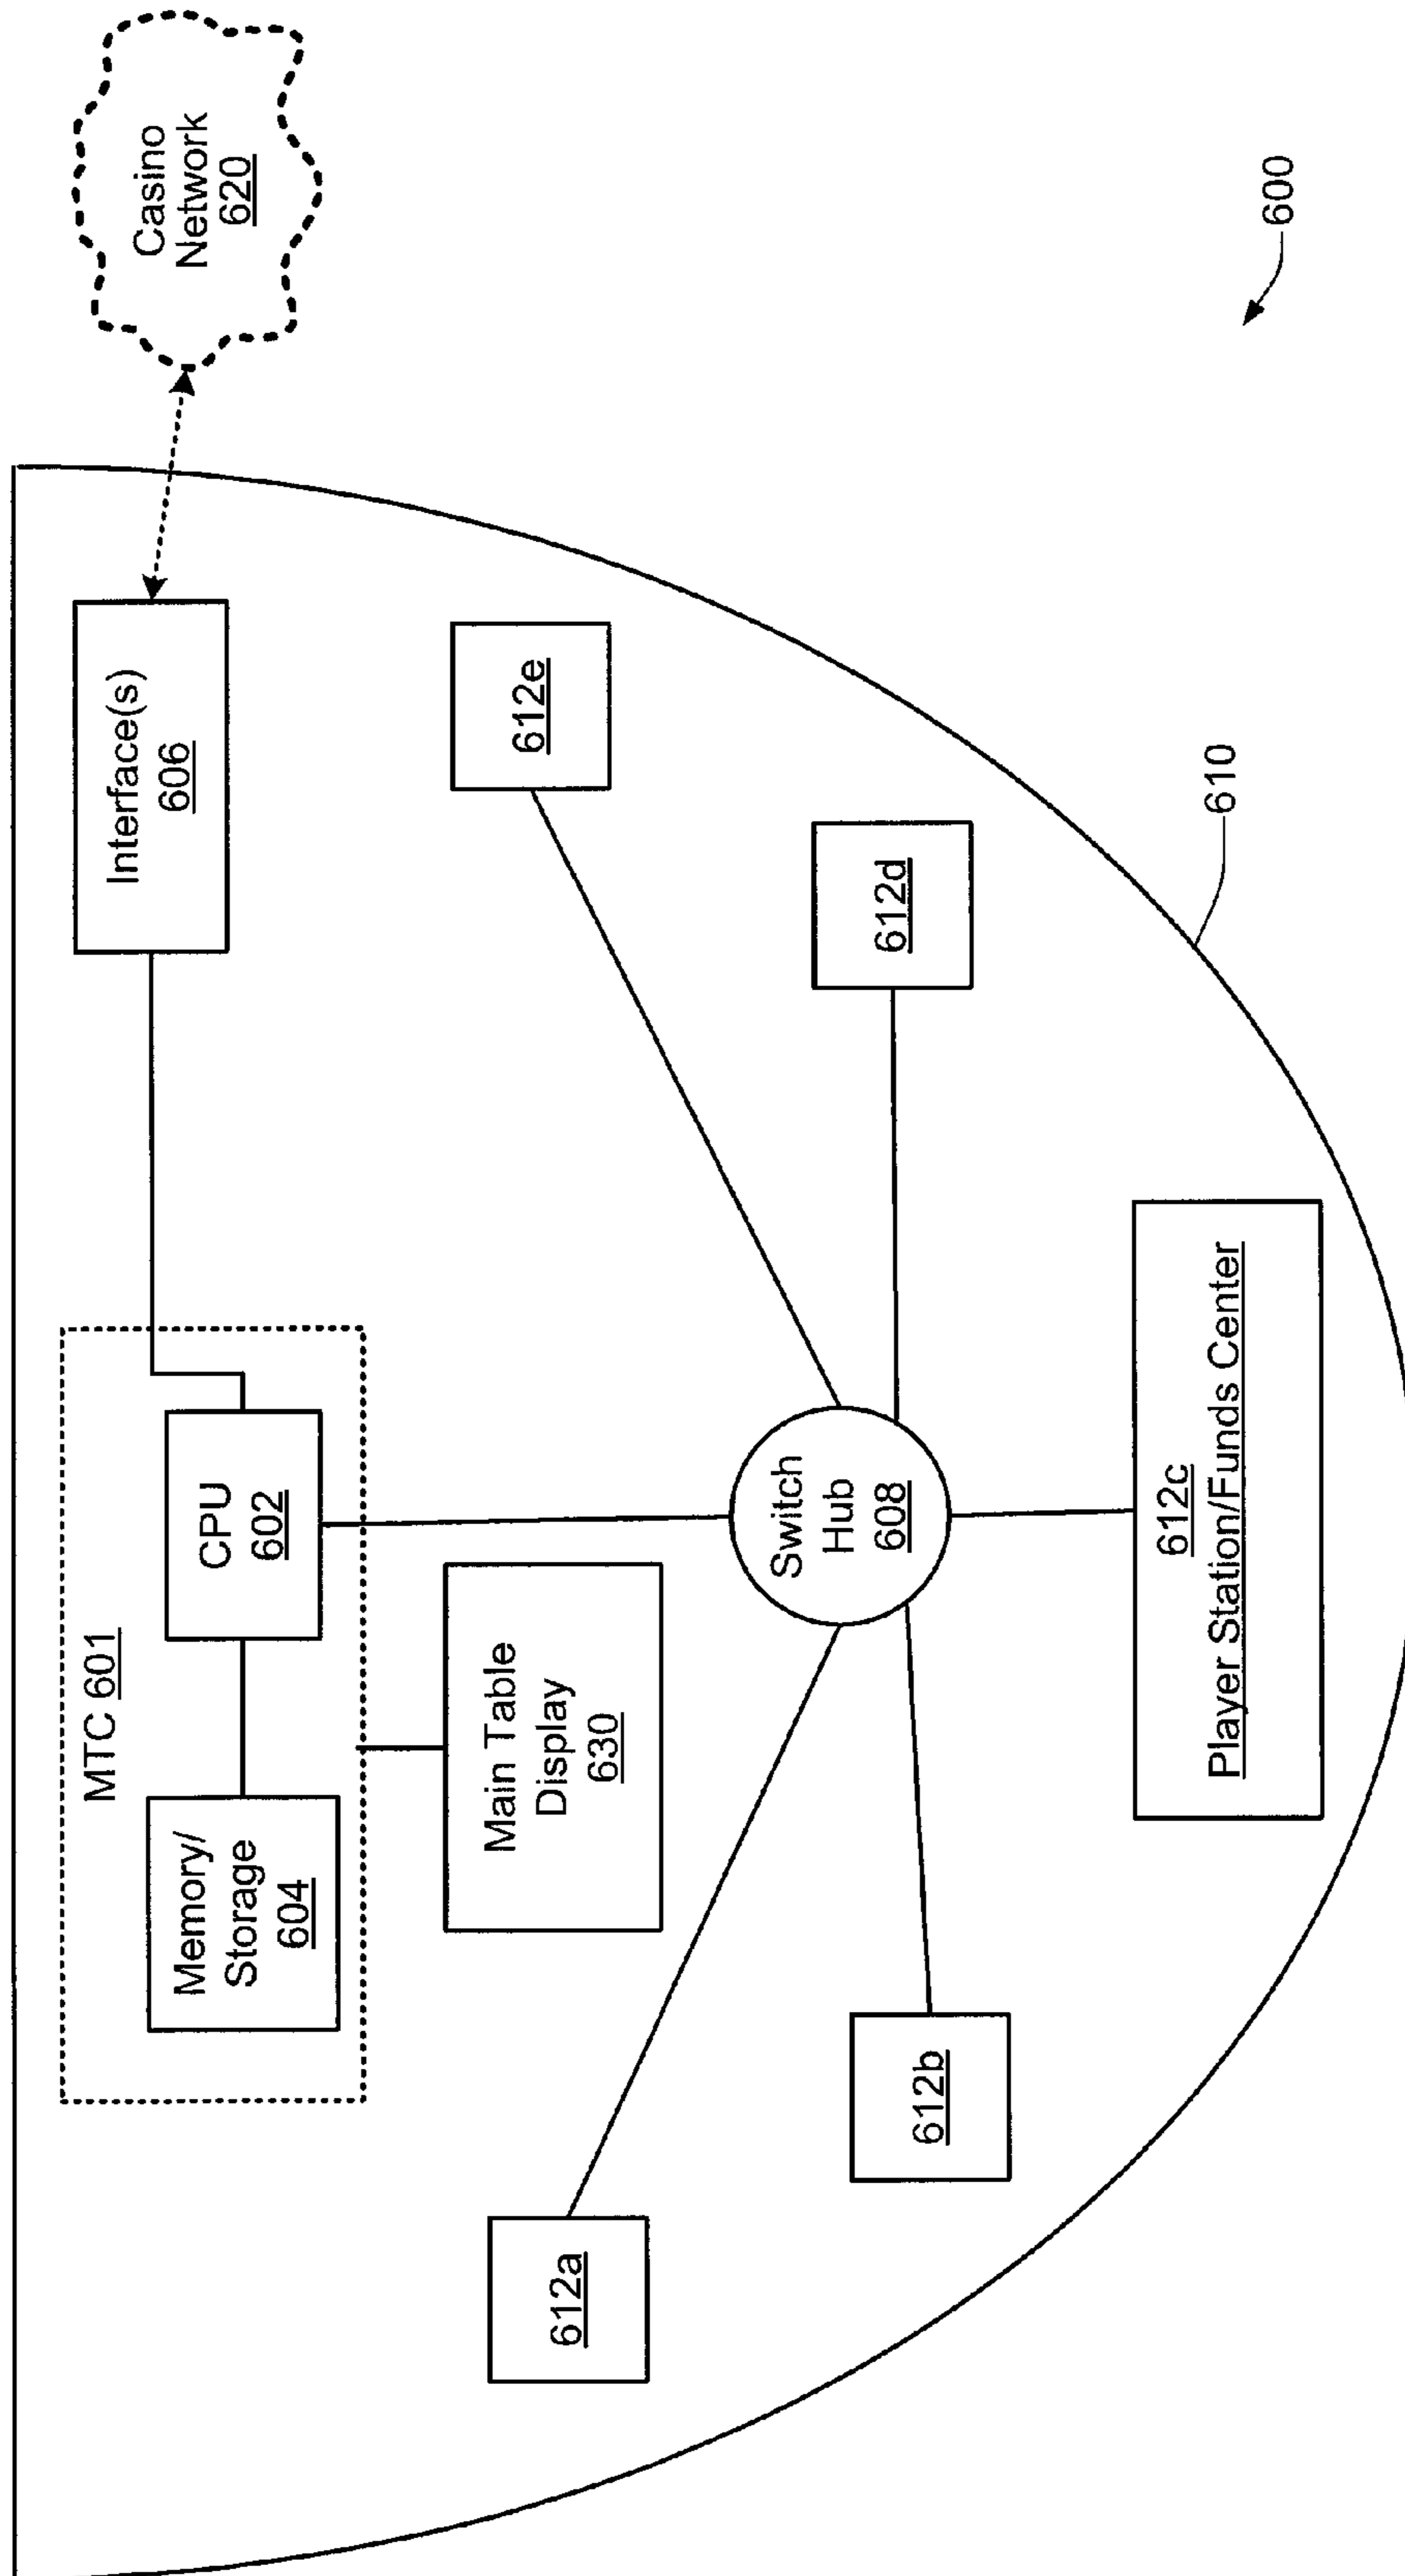 Casino
Network
620
Interface(s)
606
MTC 601
CPU
602
Memory/
Storage
604
Main Table
Display
630
Switch
Hub
608
612a
612b
612c
Player Station/Funds Center
612d
612e
610
600